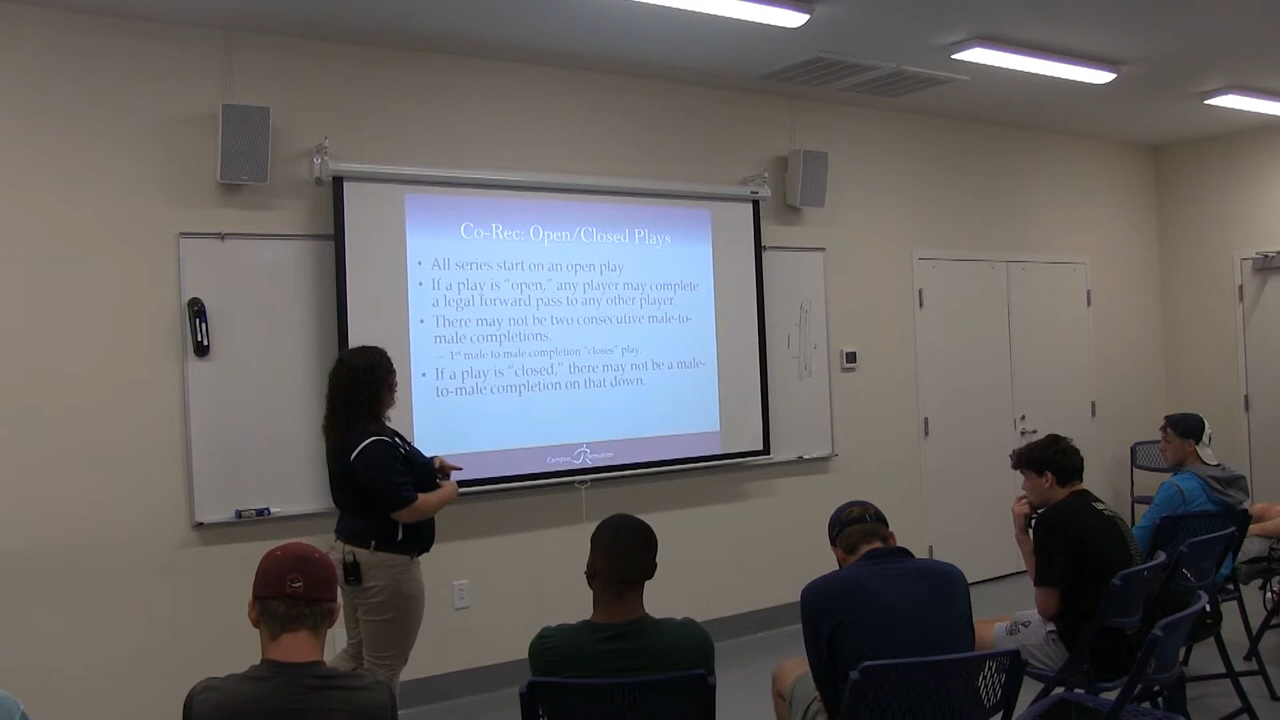 Co-Rec: Open/Closed Plays
• All series start on an open play
• If a play is “open,” any player may complete
a legal forward pass to any other player.
• There may not be two consecutive male-to-
male completions.
– 1st male to male completion “closes” play.
• If a play is “closed,” there may not be a male-
to-male completion on that down.
Campus Recreation